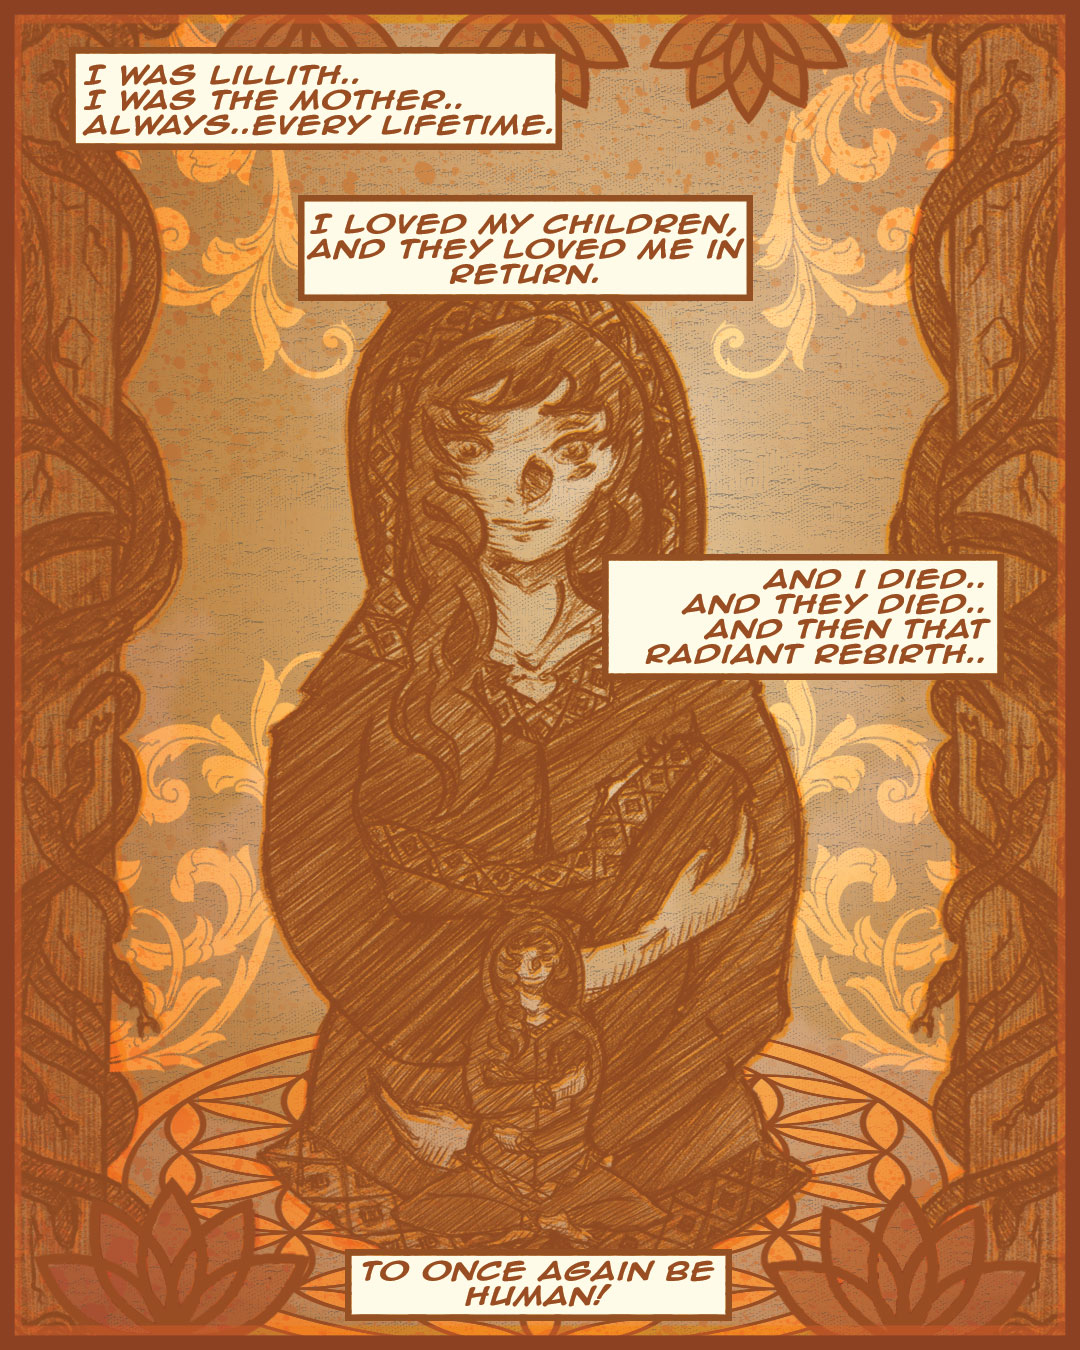 I WAS LILLITH..
I WAS THE MOTHER..
ALWAYS..EVERY LIFETIME.
I LOVED MY CHILDREN,
AND THEY LOVED ME IN
RETURN.
AND I DIED..
AND THEY DIED..
AND THEN THAT
RADIANT REBIRTH..
TO ONCE AGAIN BE
HUMAN!